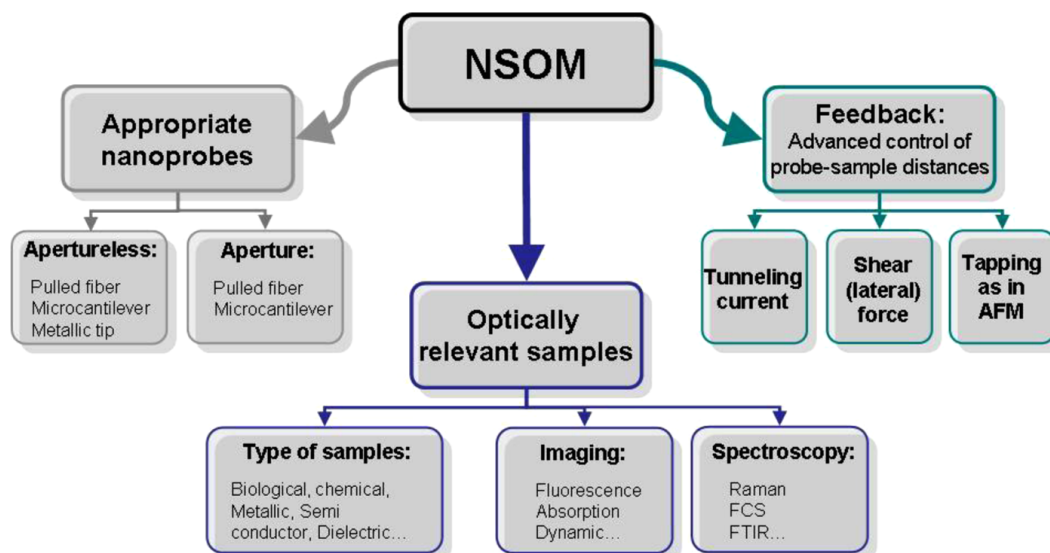 NSOM
Appropriate
nanoprobes
Feedback:
Advanced control of
probe-sample distances
Apertureless:
Pulled fiber
Microcantilever
Metallic tip
Aperture:
Pulled fiber
Microcantilever
Tunneling
current
Shear
(lateral)
force
Tapping
as in
AFM
Optically
relevant samples
Type of samples:
Biological, chemical,
Metallic, Semi
conductor, Dielectric...
Imaging:
Fluorescence
Absorption
Dynamic...
Spectroscopy:
Raman
FCS
FTIR...